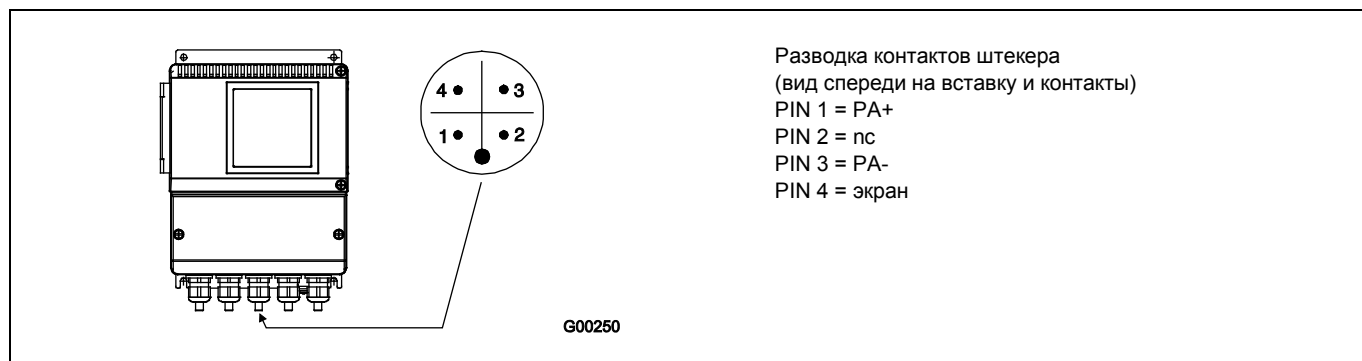 4
3
1
2
G00250
Разводка контактов штекера
(вид спереди на вставку и контакты)
PIN 1 = PA+
PIN 2 = nc
PIN 3 = PA-
PIN 4 = экран